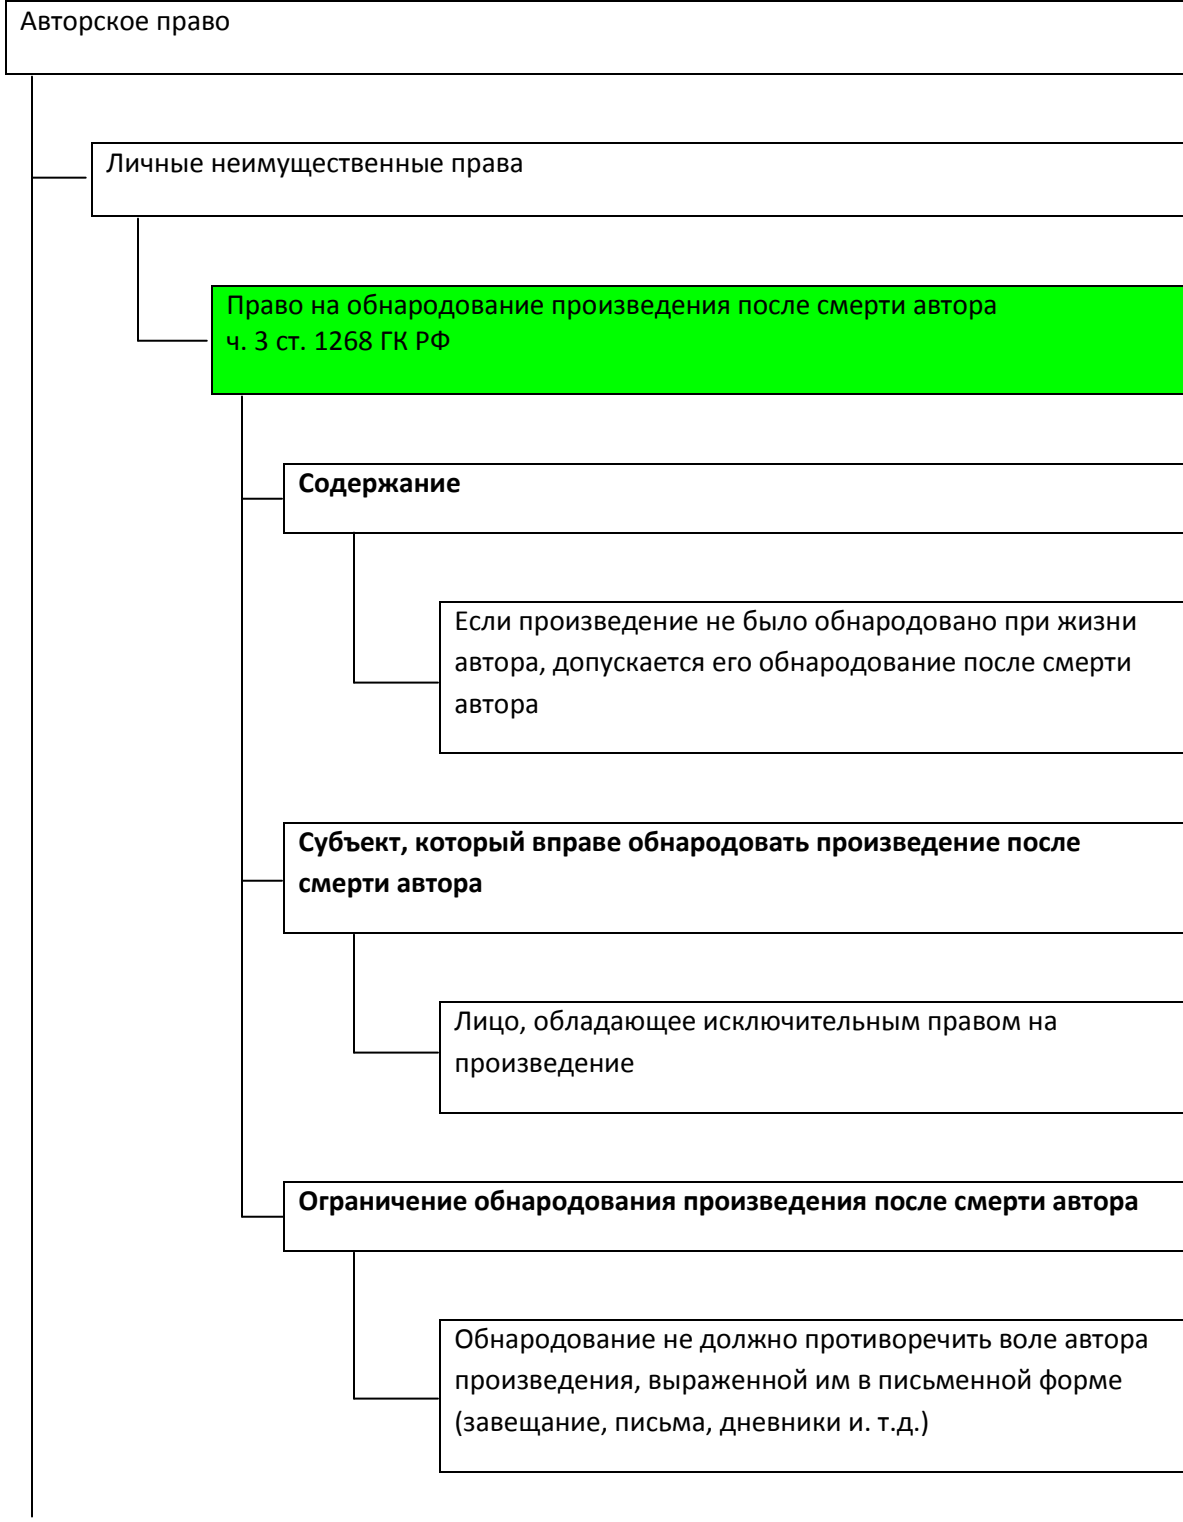 Авторское право
Личные неимущественные права
Право на обнародование произведения после смерти автора
ч. 3 ст. 1268 ГК РФ
Содержание
Если произведение не было обнародовано при жизни
автора, допускается его обнародование после смерти
автора
Субъект, который вправе обнародовать произведение после
смерти автора
Лицо, обладающее исключительным правом на
произведение
Ограничение обнародования произведения после смерти автора
Обнародование не должно противоречить воле автора
произведения, выраженной им в письменной форме
(завещание, письма, дневники и. т.д.)